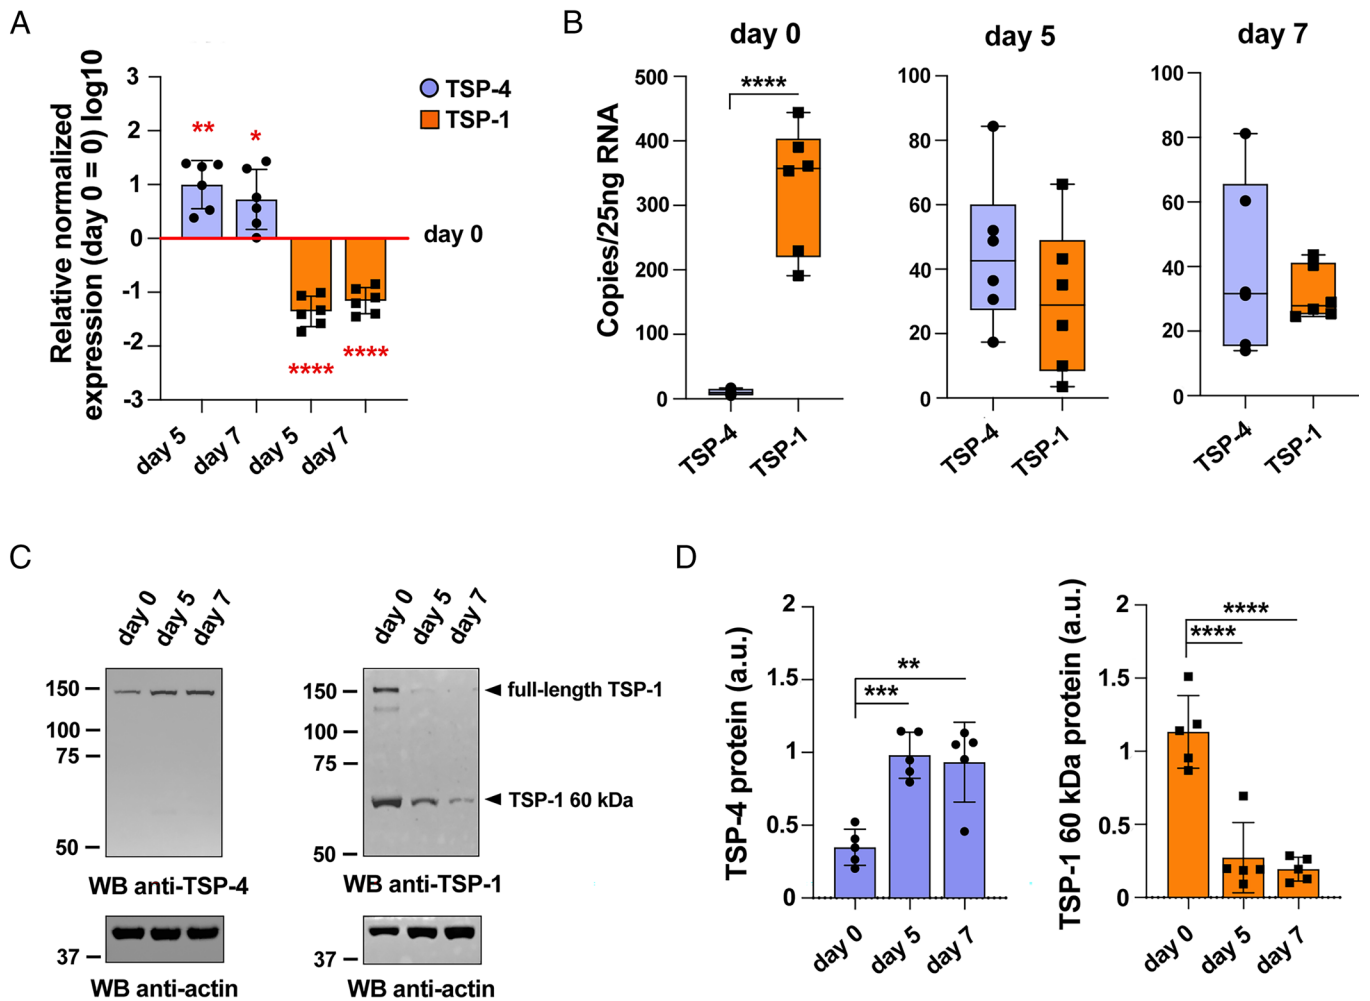 A
Relative normalized
expression (day 0 = 0) log10
3
2
1
0
-1
-2
-3
**
*
****
****
day 0
TSP-4
TSP-1
day 5
day 7
day 5
day 7
B
day 0
day 5
day 7
Copies/25ng RNA
500
400
300
200
100
0
****
TSP-4
TSP-1
100
80
60
40
20
0
TSP-4
TSP-1
100
80
60
40
20
0
TSP-4
TSP-1
C
day 0
day 5
day 7
150
100
75
50
WB anti-TSP-4
37
WB anti-actin
day 0
day 5
day 7
150
100
75
50
full-length TSP-1
TSP-1 60 kDa
WB anti-TSP-1
37
WB anti-actin
D
TSP-4 protein (a.u.)
2
1.5
1
0.5
0
***
**
day 0
day 5
day 7
TSP-1 60 kDa protein (a.u.)
2
1.5
1
0.5
0
****
****
day 0
day 5
day 7